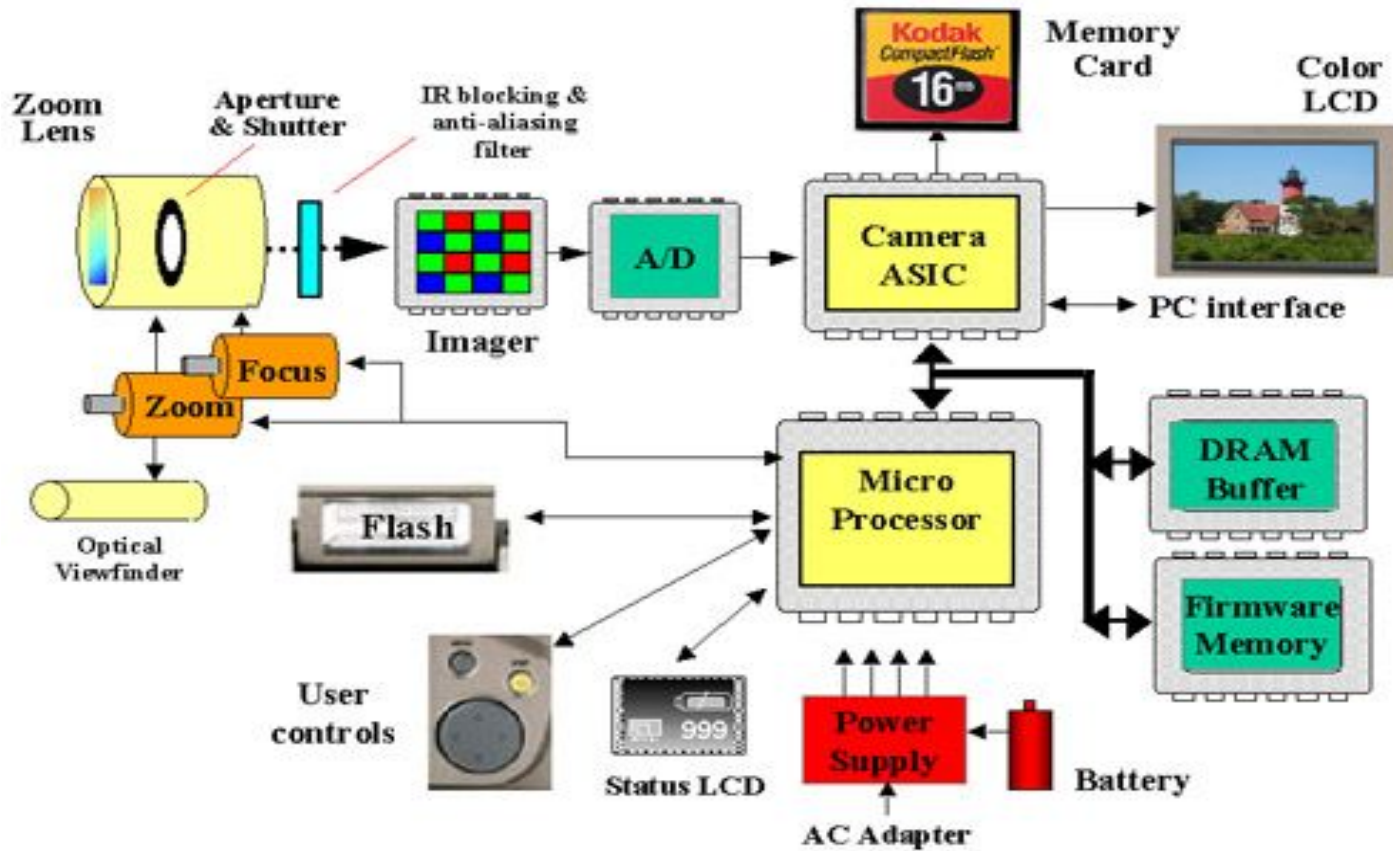 Zoom
Lens
Aperture
& Shutter
IR blocking &
anti-aliasing
filter
Kodak
CompactFlash
16
Memory
Card
Color
LCD
Imager
A/D
Camera
ASIC
PC interface
Focus
Zoom
Optical
Viewfinder
Flash
Micro
Processor
DRAM
Buffer
Firmware
Memory
User
controls
999
Status LCD
Power
Supply
Battery
AC Adapter